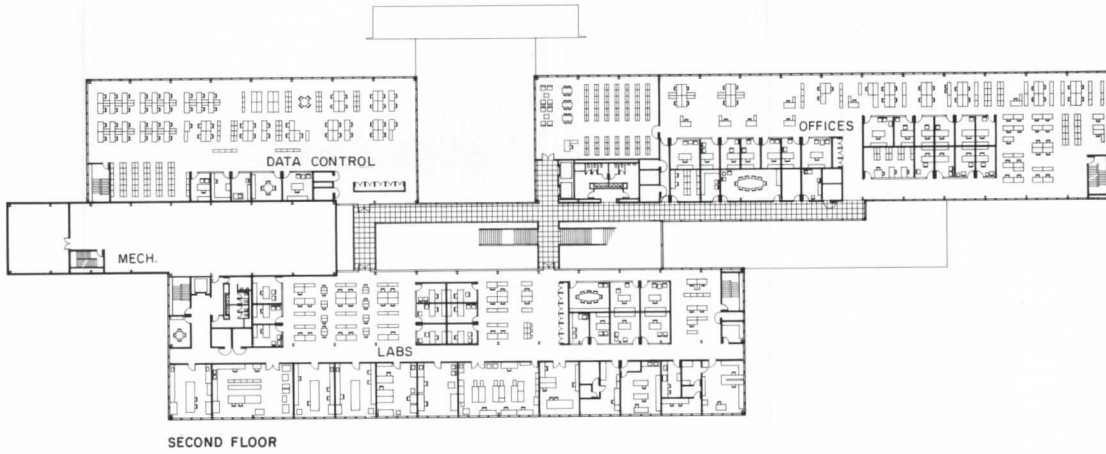 OFFICES
DATA CONTROL
MECH.
LABS
SECOND FLOOR